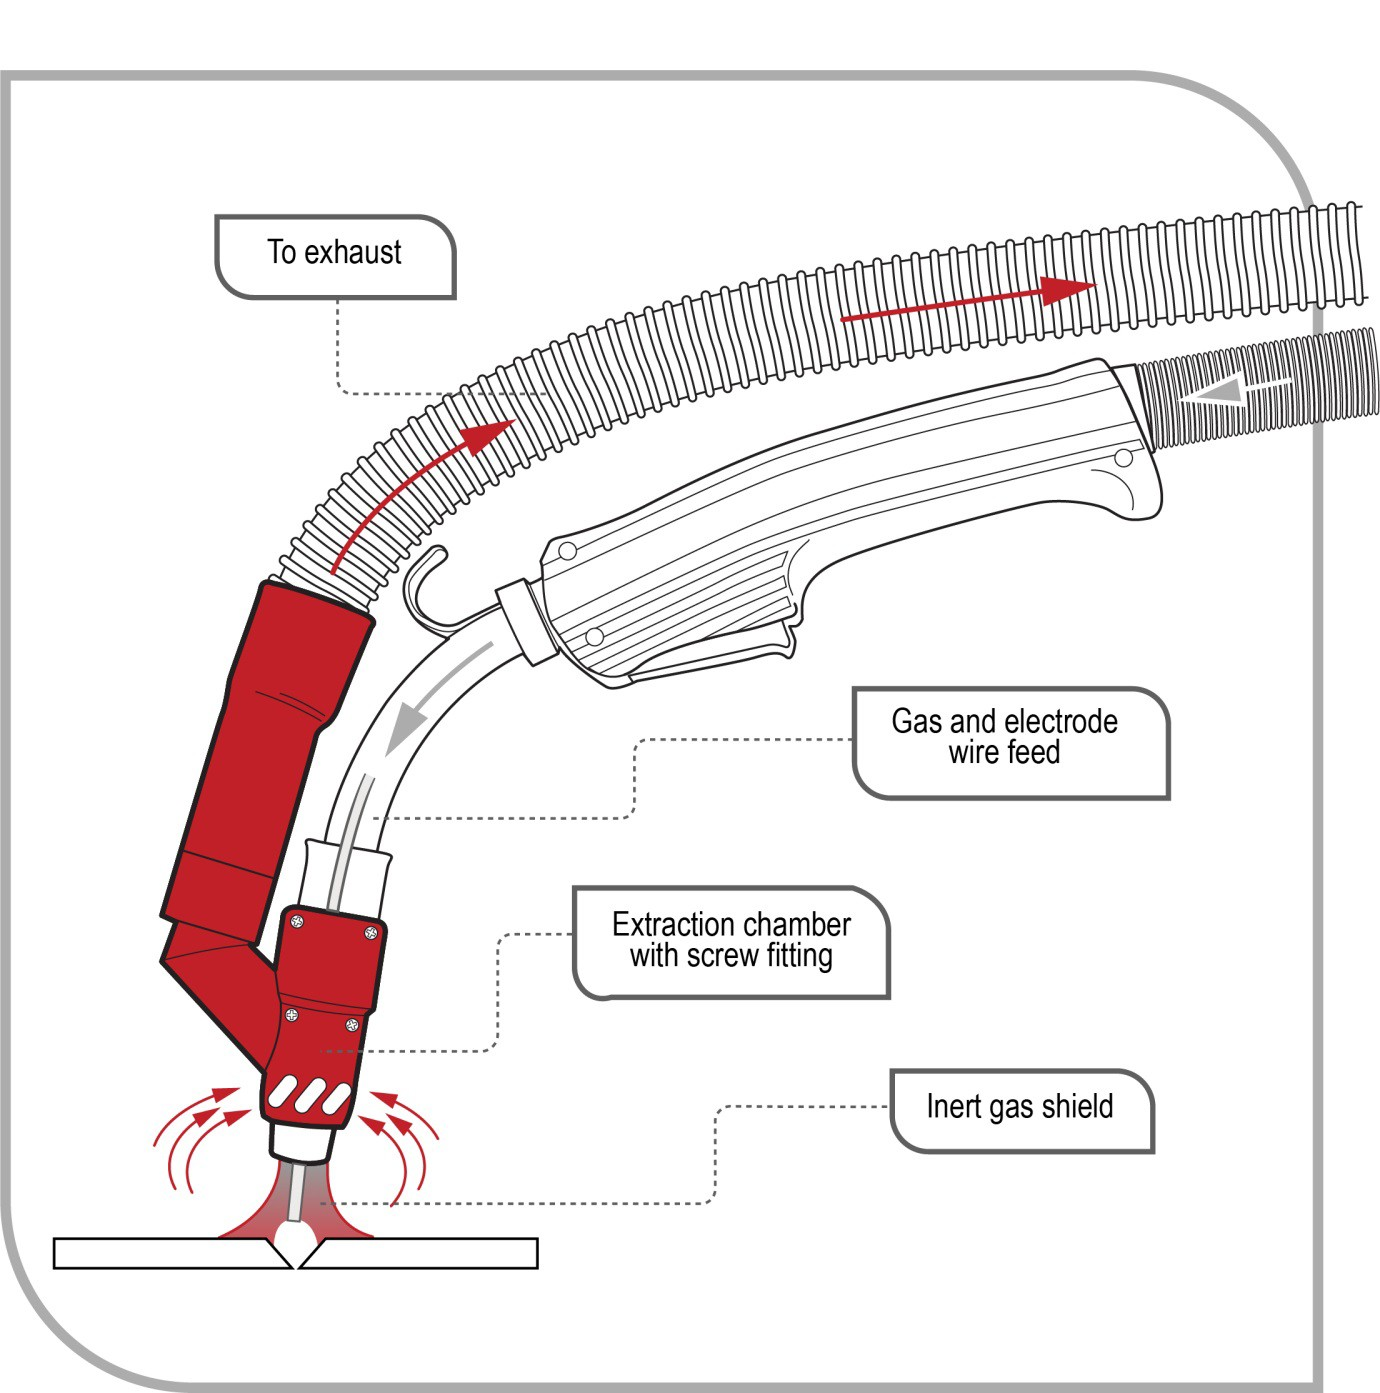 To exhaust
Gas and electrode
wire feed
Extraction chamber
with screw fitting
Inert gas shield